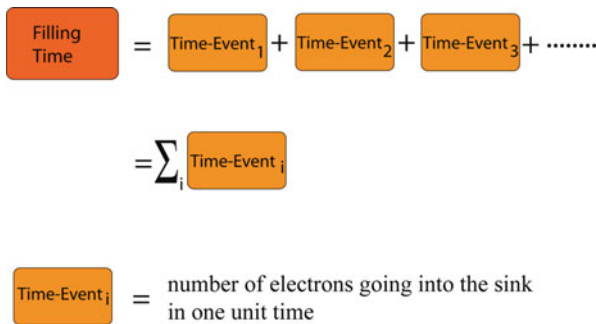 Filling Time = Time-Event1 + Time-Event2 + Time-Event3 + ........
=∑i Time-Event i
Time-Eventi = number of electrons going into the sink
in one unit time